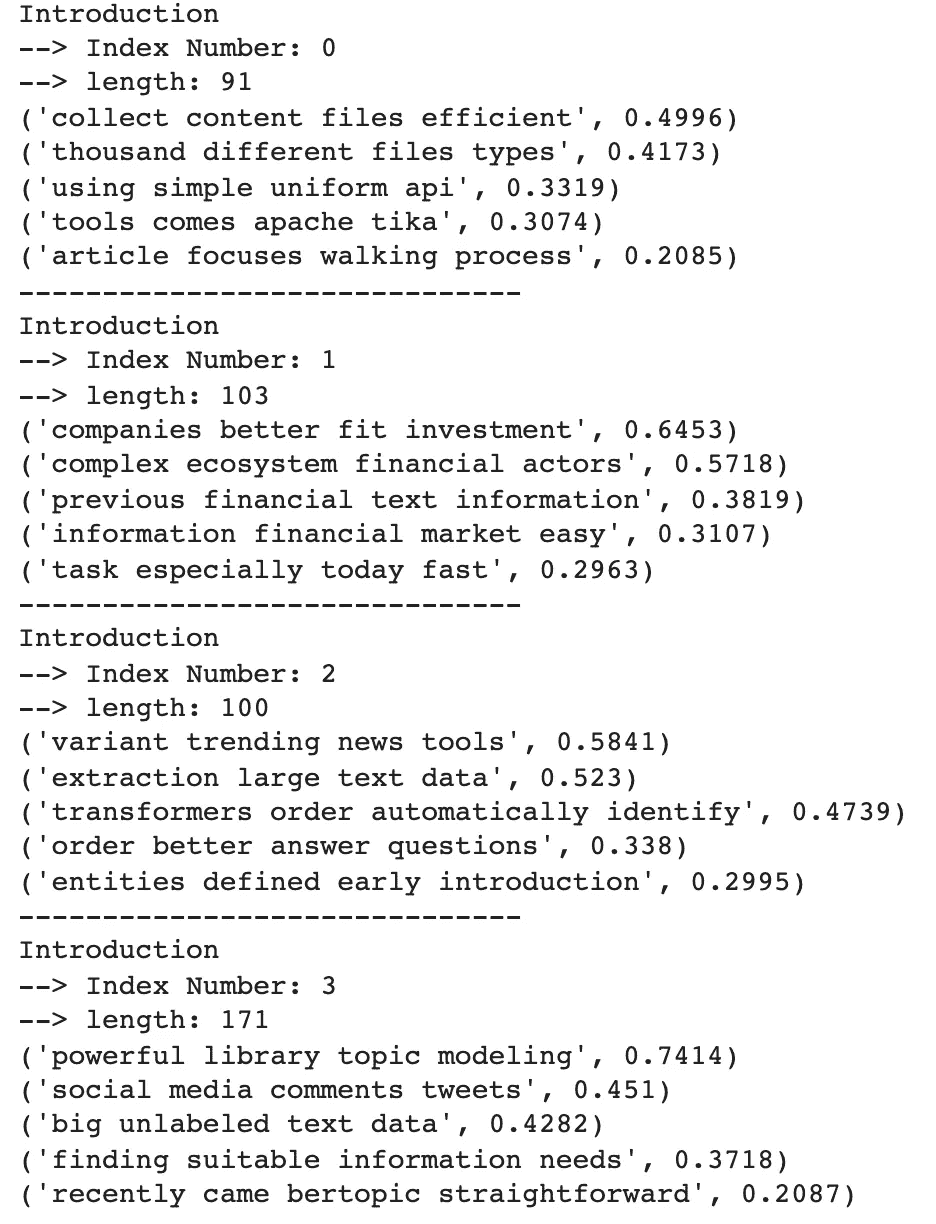 Introduction
--> Index Number: 0
--> length: 91
('collect content files efficient', 0.4996)
('thousand different files types', 0.4173)
('using simple uniform api', 0.3319)
('tools comes apache tika', 0.3074)
('article focuses walking process', 0.2085)
------------------------------
Introduction
--> Index Number: 1
--> length: 103
('companies better fit investment', 0.6453)
('complex ecosystem financial actors', 0.5718)
('previous financial text information', 0.3819)
('information financial market easy', 0.3107)
('task especially today fast', 0.2963)
------------------------------
Introduction
--> Index Number: 2
--> length: 100
('variant trending news tools', 0.5841)
('extraction large text data', 0.523)
('transformers order automatically identify', 0.4739)
('order better answer questions', 0.338)
('entities defined early introduction', 0.2995)
------------------------------
Introduction
--> Index Number: 3
--> length: 171
('powerful library topic modeling', 0.7414)
('social media comments tweets', 0.451)
('big unlabeled text data', 0.4282)
('finding suitable information needs', 0.3718)
('recently came bertopic straightforward', 0.2087)